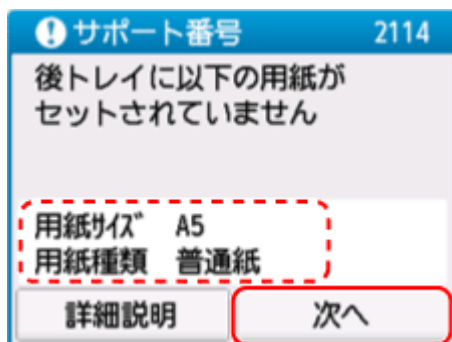 サポート番号 2114
後トレイに以下の用紙が
セットされていません
用紙ｻｲｽﾞ A5
用紙種類 普通紙
詳細説明 次へ